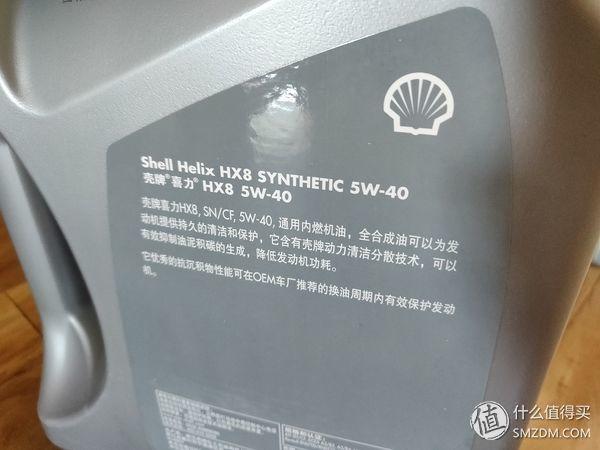 Shell Helix HX8 SYNTHETIC 5W-40
壳牌®喜力® HX8 5W-40
壳牌喜力HX8, SN/CF, 5W-40, 通用内燃机油，全合成油可以为发
动机提供持久的清洁和保护，它含有壳牌动力清洁分散技术，可以
有效抑制油泥积碳的生成，降低发动机功耗。
它优秀的抗沉积物性能可在OEM车厂推荐的换油周期内有效保护发动
机。
值 什么值得买
SMZDM.COM